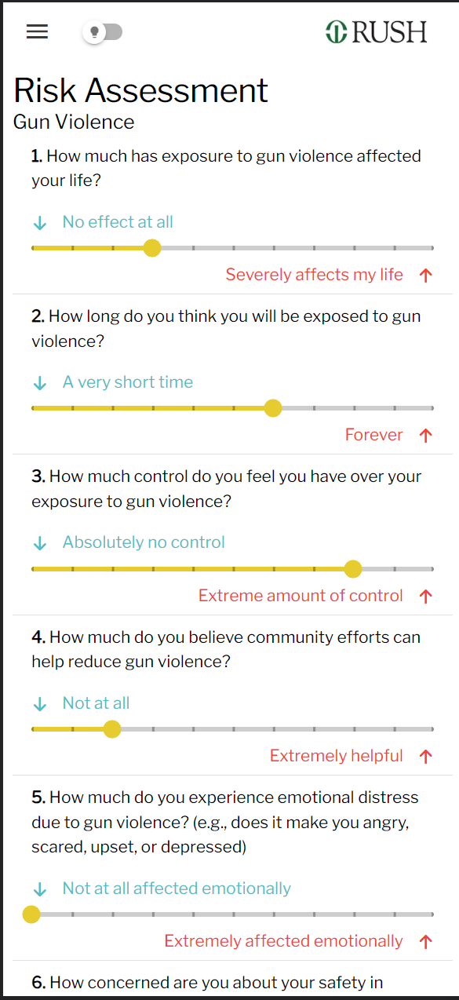 RUSH
Risk Assessment
Gun Violence
1. How much has exposure to gun violence affected
your life?
↓ No effect at all
Severely affects my life ↑
2. How long do you think you will be exposed to gun
violence?
↓ A very short time
Forever ↑
3. How much control do you feel you have over your
exposure to gun violence?
↓ Absolutely no control
Extreme amount of control ↑
4. How much do you believe community efforts can
help reduce gun violence?
↓ Not at all
Extremely helpful ↑
5. How much do you experience emotional distress
due to gun violence? (e.g., does it make you angry,
scared, upset, or depressed)
↓ Not at all affected emotionally
Extremely affected emotionally ↑
6. How concerned are you about your safety in